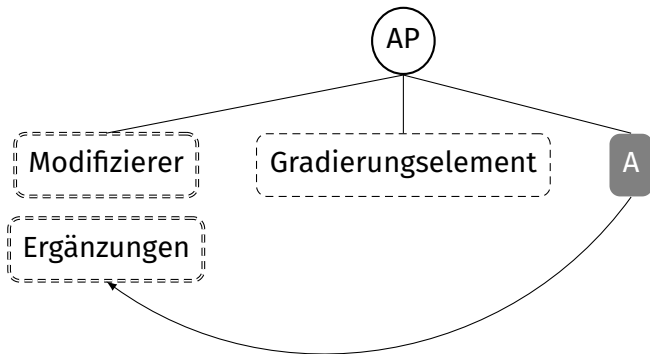 AP
Modifizierer
Gradierungselement
A
Ergänzungen